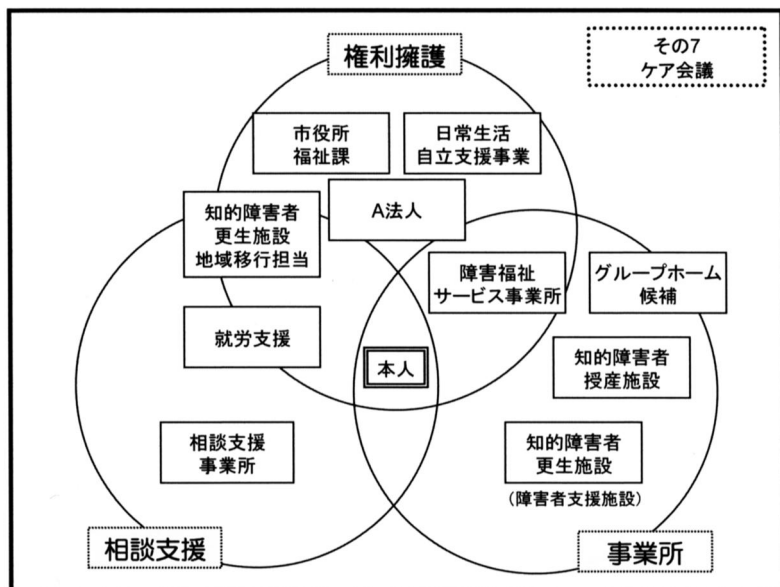 権利擁護
その7
ケア会議
市役所
福祉課
日常生活
自立支援事業
知的障害者
更生施設
地域移行担当
A法人
障害福祉
サービス事業所
グループホーム
候補
就労支援
本人
知的障害者
授産施設
相談支援
事業所
知的障害者
更生施設
(障害者支援施設)
相談支援
事業所